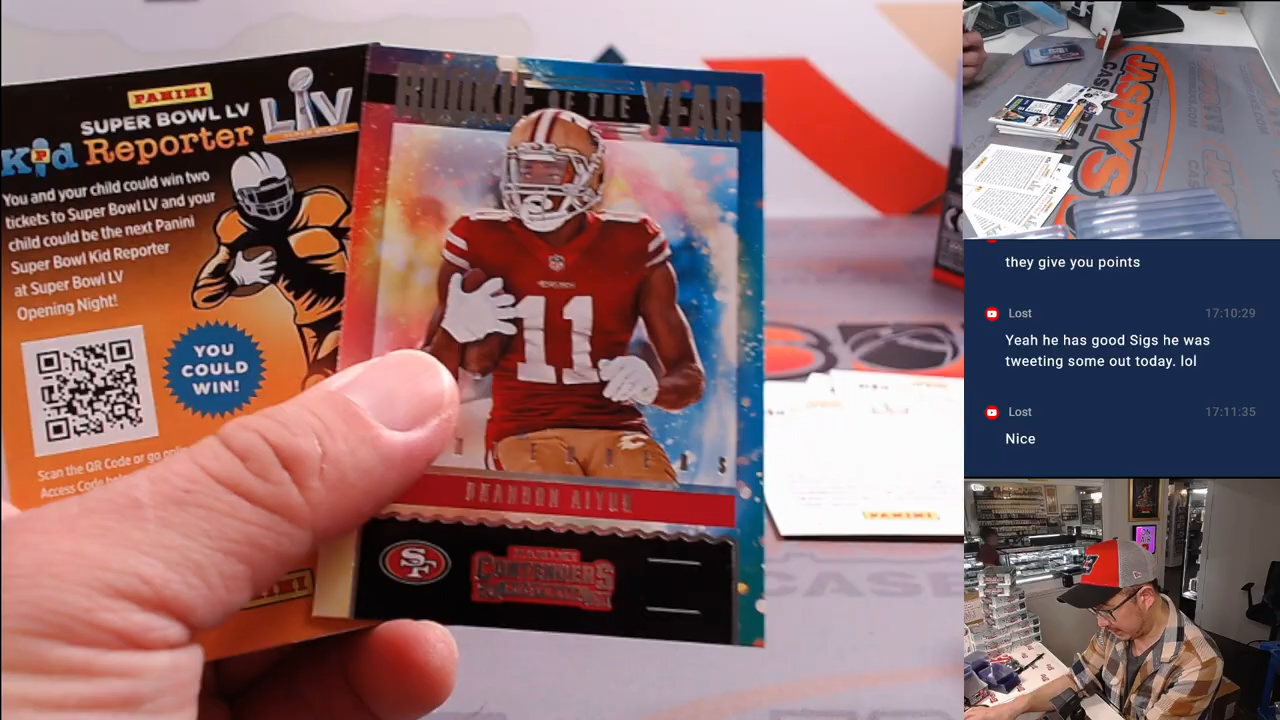 PANINI
SUPER BOWL LV
Kid Reporter
LIV
You and your child could win two
tickets to Super Bowl LV and your
child could be the next Panini
Super Bowl Kid Reporter
at Super Bowl LV
Opening Night!
YOU
COULD
WIN!
Scan the QR Code or go
Access Code
ROOKIE OF THE YEAR
11
BRANDON AIYUK
SF
CONTENDERS
PANINI
JASPYS
CASE
they give you points
Lost 17:10:29
Yeah he has good Sigs he was
tweeting some out today. lol
Lost 17:11:35
Nice